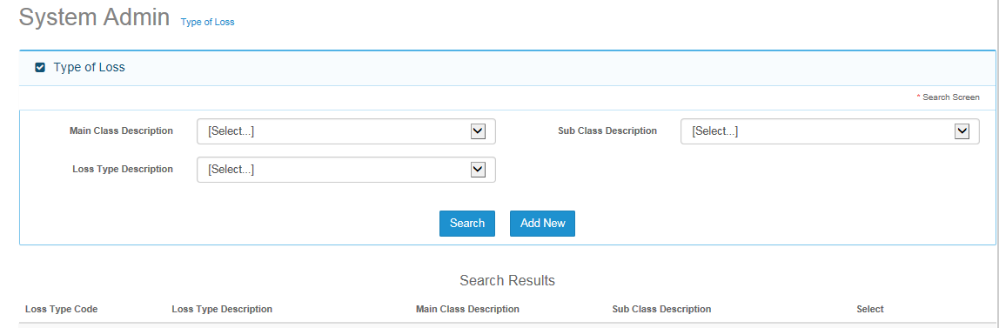 System Admin Type of Loss
Type of Loss
* Search Screen
Main Class Description [Select...] Sub Class Description [Select...]
Loss Type Description [Select...]
Search Add New
Search Results
Loss Type Code Loss Type Description Main Class Description Sub Class Description Select